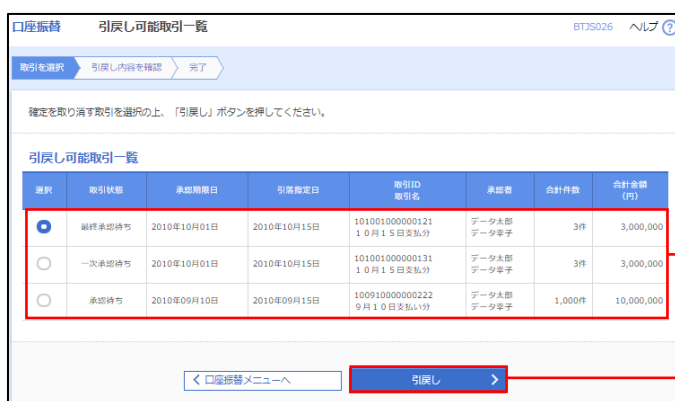 口座振替 引戻し可能取引一覧 BTJS026 ヘルプ ?
取引を選択 引戻し内容を確認 完了
確定を取り消す取引を選択の上、「引戻し」ボタンを押してください。
引戻し可能取引一覧
選択 取引状態 承認期限日 引落指定日 取引ID 取引名 承認者 合計件数 合計金額 (円)
最終承認待ち 2010年10月01日 2010年10月15日 101001000000121 データ太郎 3件 3,000,000
10月15日支払分 データ幸子
一次承認待ち 2010年10月01日 2010年10月15日 101001000000131 データ太郎 3件 3,000,000
10月15日支払分 データ幸子
承認待ち 2010年09月10日 2010年09月15日 100910000000222 データ太郎 1,000件 10,000,000
9月10日支払い分 データ幸子
口座振替メニューへ 引戻し